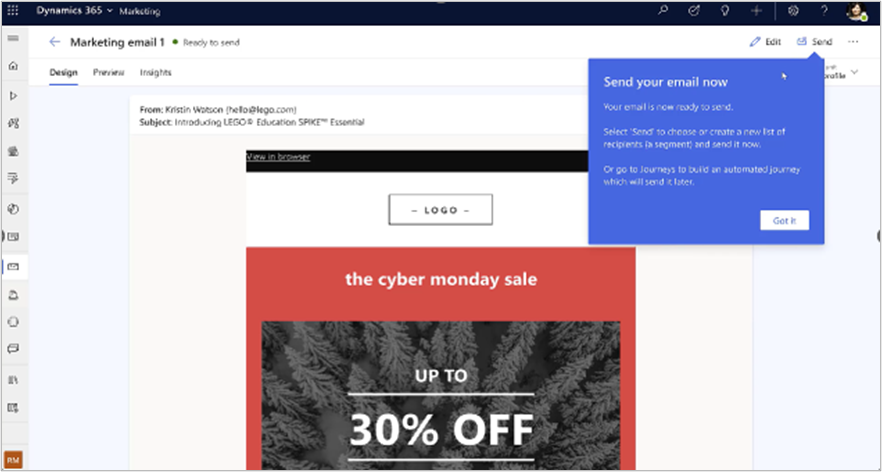 Dynamics 365
Marketing
Marketing email 1
Ready to send
Edit
Send
Design
Preview
Insights
From: Kristin Watson (hello@lego.com)
Subject: Introducing LEGO® Education SPIKE™ Essential
View in browser
– LOGO –
the cyber monday sale
UP TO
30% OFF
Send your email now
Your email is now ready to send.
Select 'Send' to choose or create a new list of
recipients (a segment) and send it now.
Or go to Journeys to build an automated journey
which will send it later.
Got it
RM